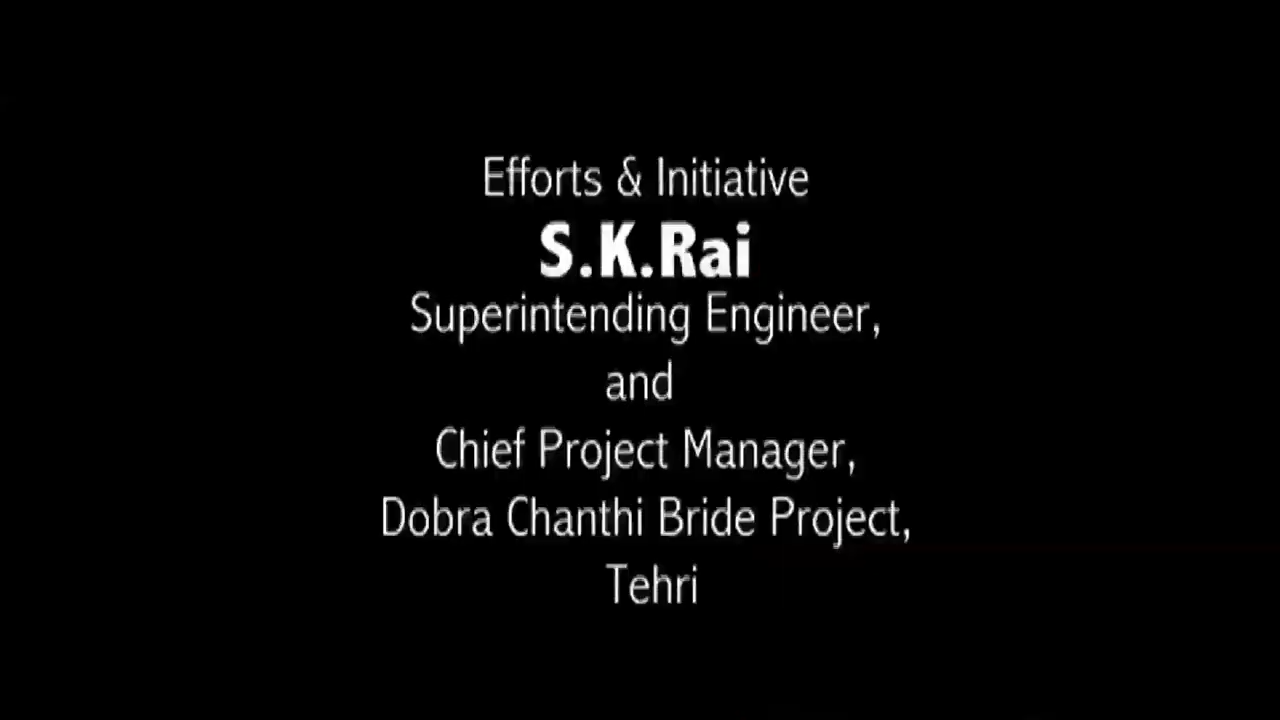 Efforts & Initiative
S.K.Rai
Superintending Engineer,
and
Chief Project Manager,
Dobra Chanthi Bride Project,
Tehri